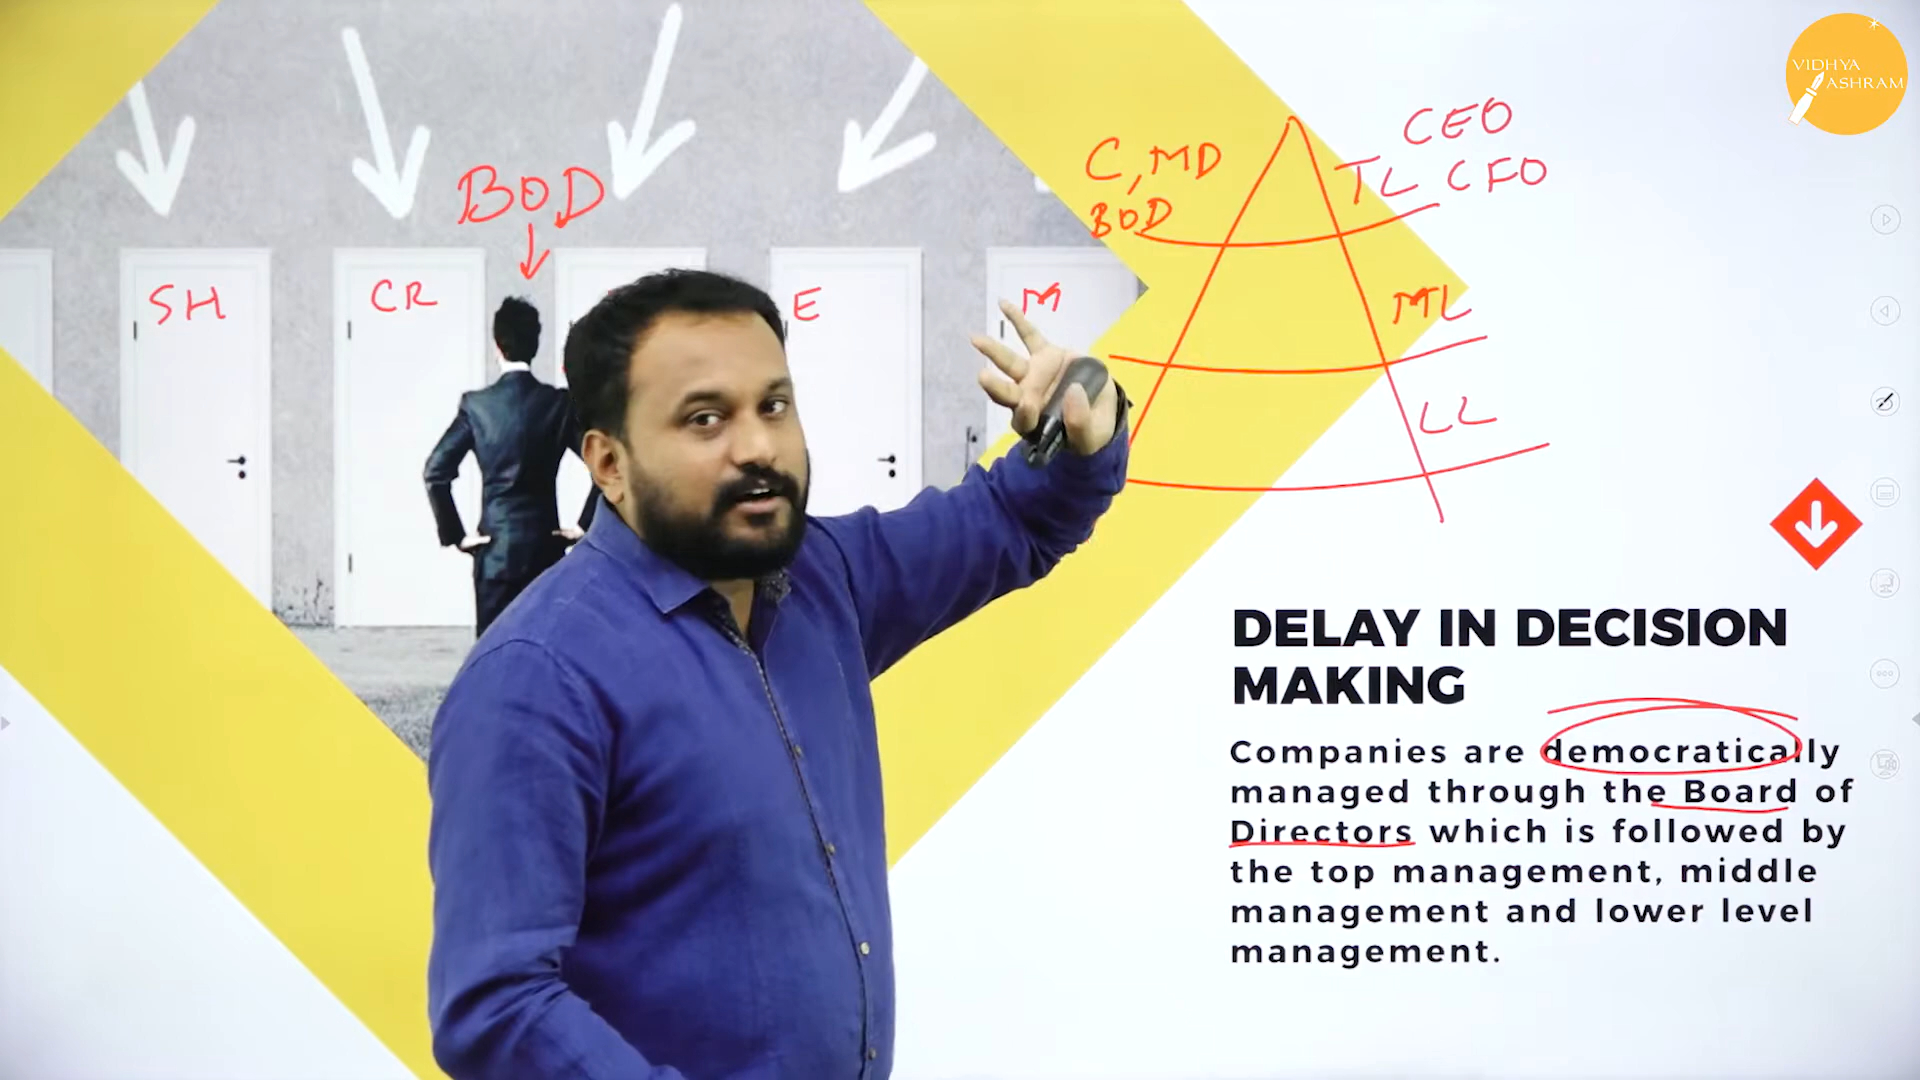 VIDHYA
ASHRAM
CEO
C, MD
TL CFO
BOD
BOD
SH
CR
E
M
ML
LL
DELAY IN DECISION
MAKING
Companies are democratically
managed through the Board of
Directors which is followed by
the top management, middle
management and lower level
management.